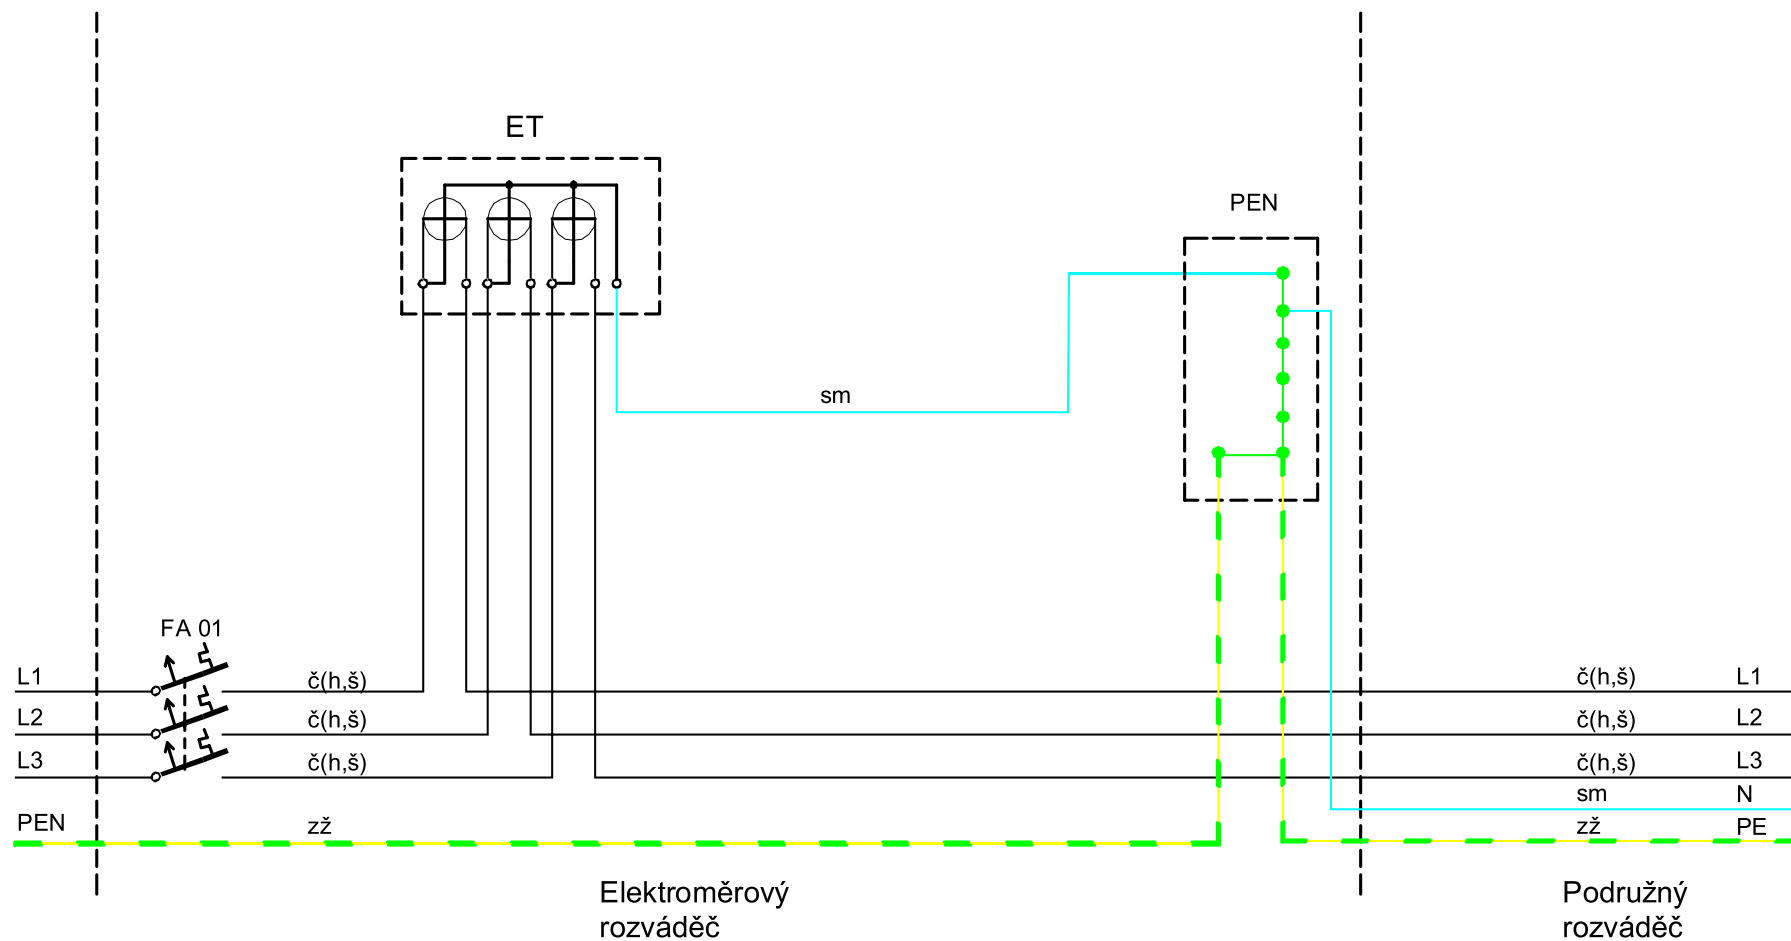 ET
PEN
sm
FA 01
L1 č(h,š) č(h,š) L1
L2 č(h,š) č(h,š) L2
L3 č(h,š) č(h,š) L3
sm N
PEN zž zž PE
Elektroměrový
rozváděč
Podružný
rozváděč